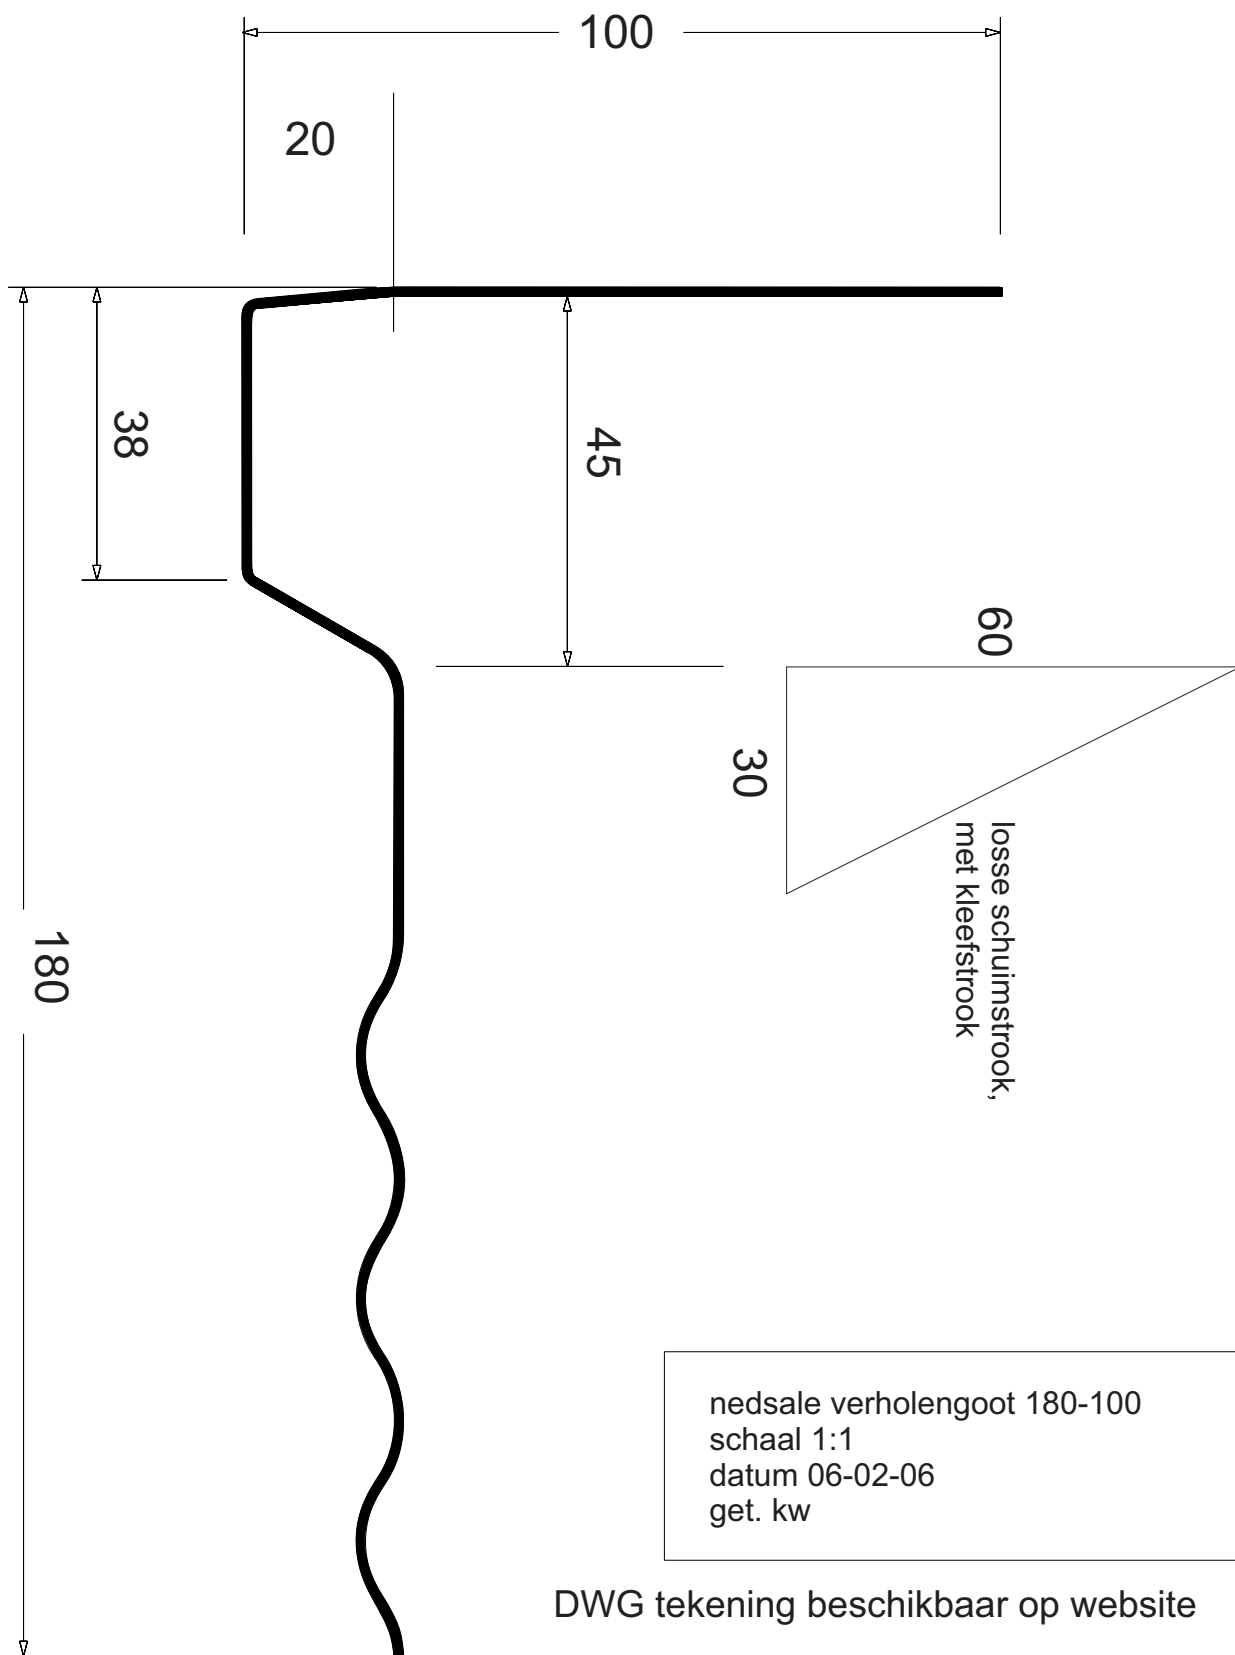 100
20
38
45
60
30
losse schuimstrook,
met kleefstrook
180
nedsale verholengoot 180-100
schaal 1:1
datum 06-02-06
get. kw
DWG tekening beschikbaar op website